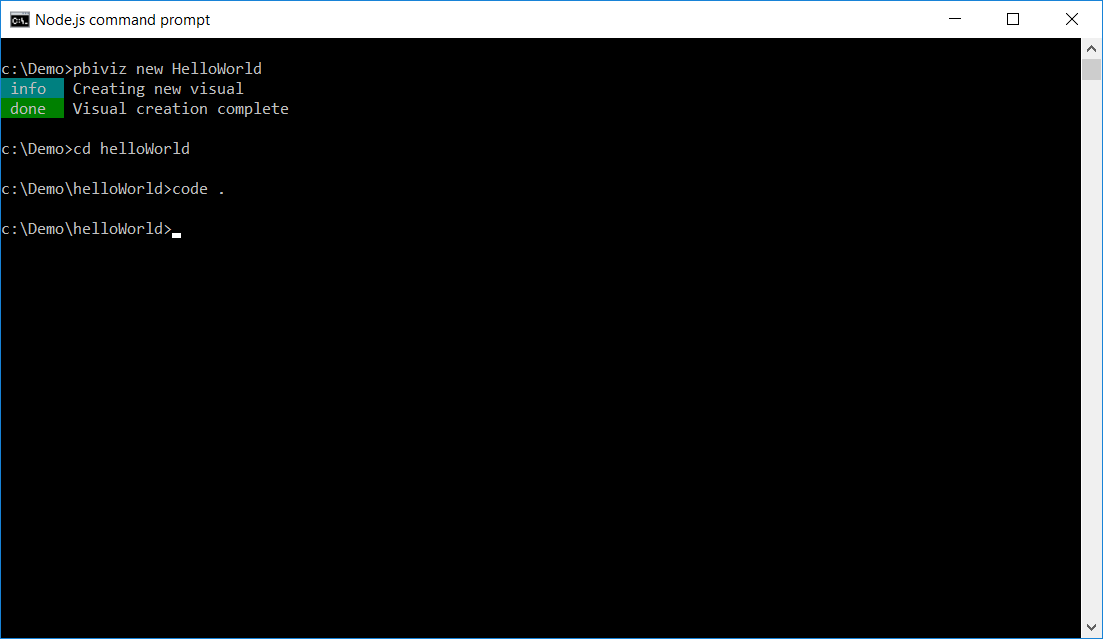 Node.js command prompt
c:\Demo>pbiviz new HelloWorld
info Creating new visual
done Visual creation complete
c:\Demo>cd helloWorld
c:\Demo\helloWorld>code .
c:\Demo\helloWorld>